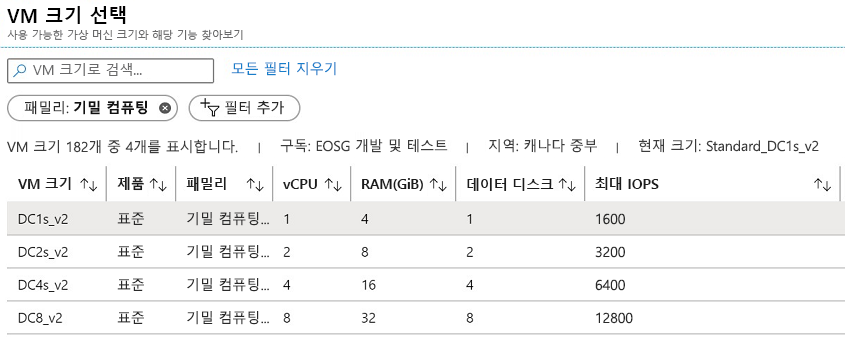 VM 크기 선택
사용 가능한 가상 머신 크기와 해당 기능 찾아보기
VM 크기로 검색... 모든 필터 지우기
패밀리: 기밀 컴퓨팅 필터 추가
VM 크기 182개 중 4개를 표시합니다. | 구독: EOSG 개발 및 테스트 | 지역: 캐나다 중부 | 현재 크기: Standard_DC1s_v2
VM 크기 제품 패밀리 vCPU RAM(GiB) 데이터 디스크 최대 IOPS
DC1s_v2 표준 기밀 컴퓨팅... 1 4 1 1600
DC2s_v2 표준 기밀 컴퓨팅... 2 8 2 3200
DC4s_v2 표준 기밀 컴퓨팅... 4 16 4 6400
DC8_v2 표준 기밀 컴퓨팅... 8 32 8 12800